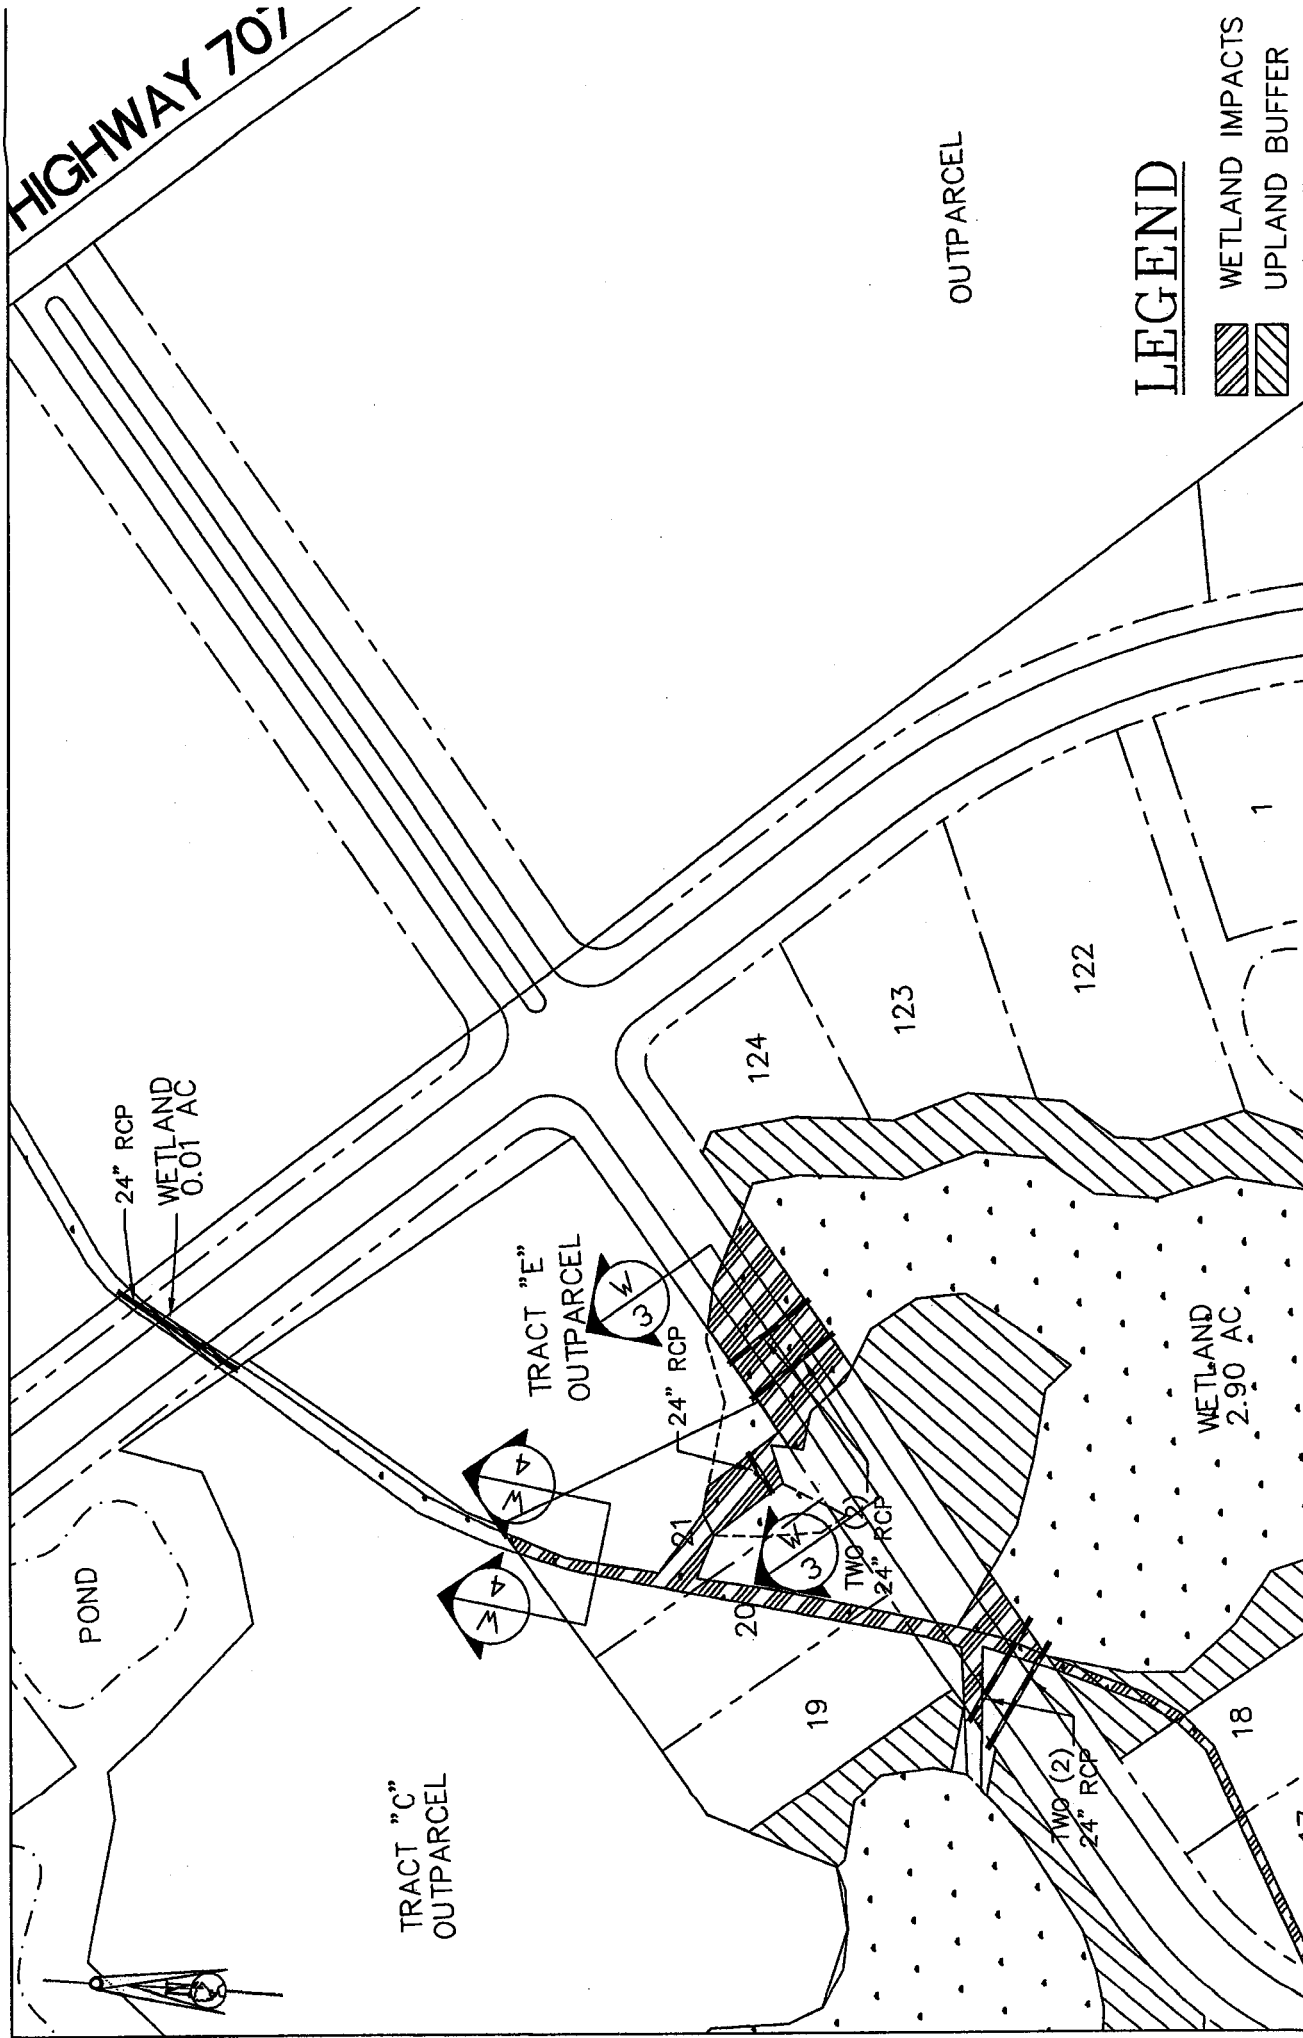 HIGHWAY 707
24" RCP
WETLAND
0.01 AC
POND
TRACT "E"
OUTPARCEL
OUTPARCEL
TRACT "C"
OUTPARCEL
24" RCP
W
3
W
3
4
W
4
W
TWO (2)
24" RCP
TWO (2)
24" RCP
WETLAND
2.90 AC
124
123
122
1
21
20
19
18
LEGEND
WETLAND IMPACTS
UPLAND BUFFER